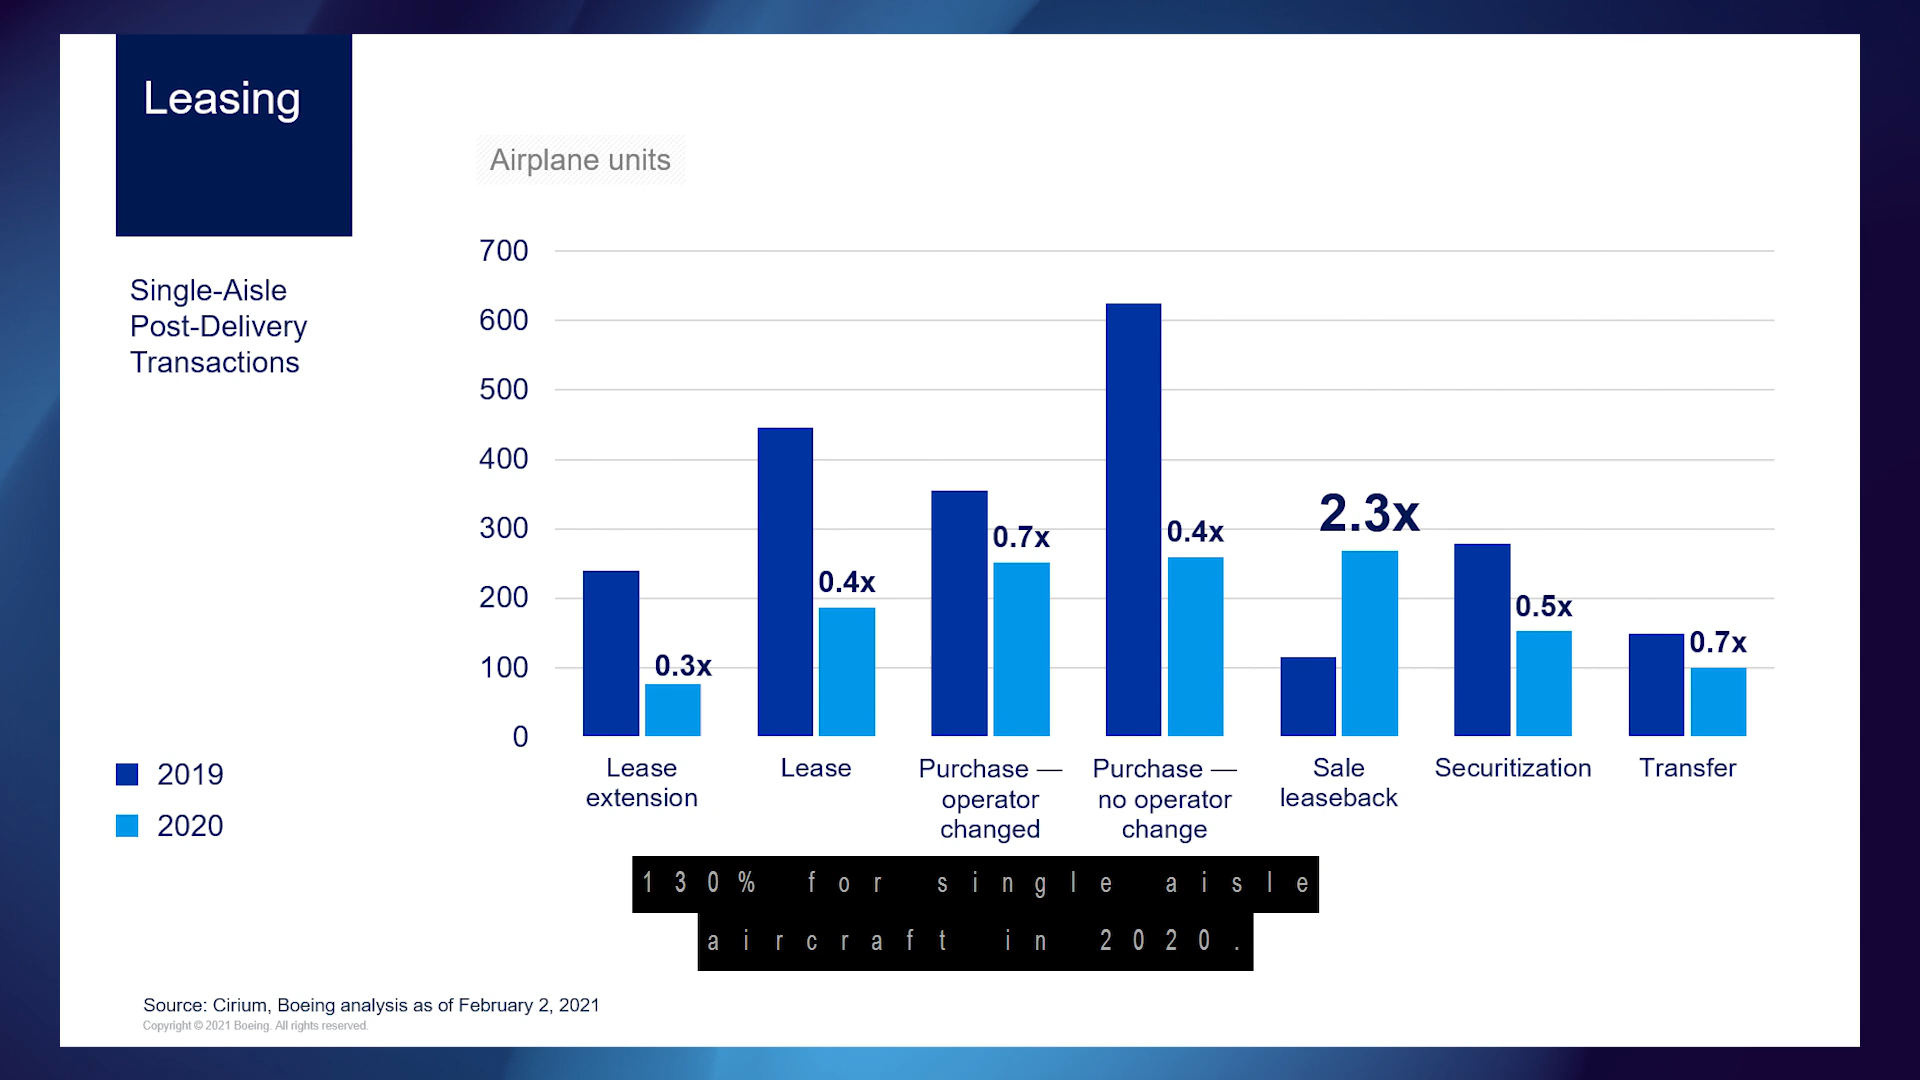 Leasing
Airplane units
Single-Aisle
Post-Delivery
Transactions
700
600
500
400
300
200
100
0
0.3x
0.4x
0.7x
0.4x
2.3x
0.5x
0.7x
Lease
extension
Lease
Purchase —
operator
changed
Purchase —
no operator
change
Sale
leaseback
Securitization
Transfer
2019
2020
130% for single aisle
aircraft in 2020.
Source: Cirium, Boeing analysis as of February 2, 2021
Copyright © 2021 Boeing. All rights reserved.